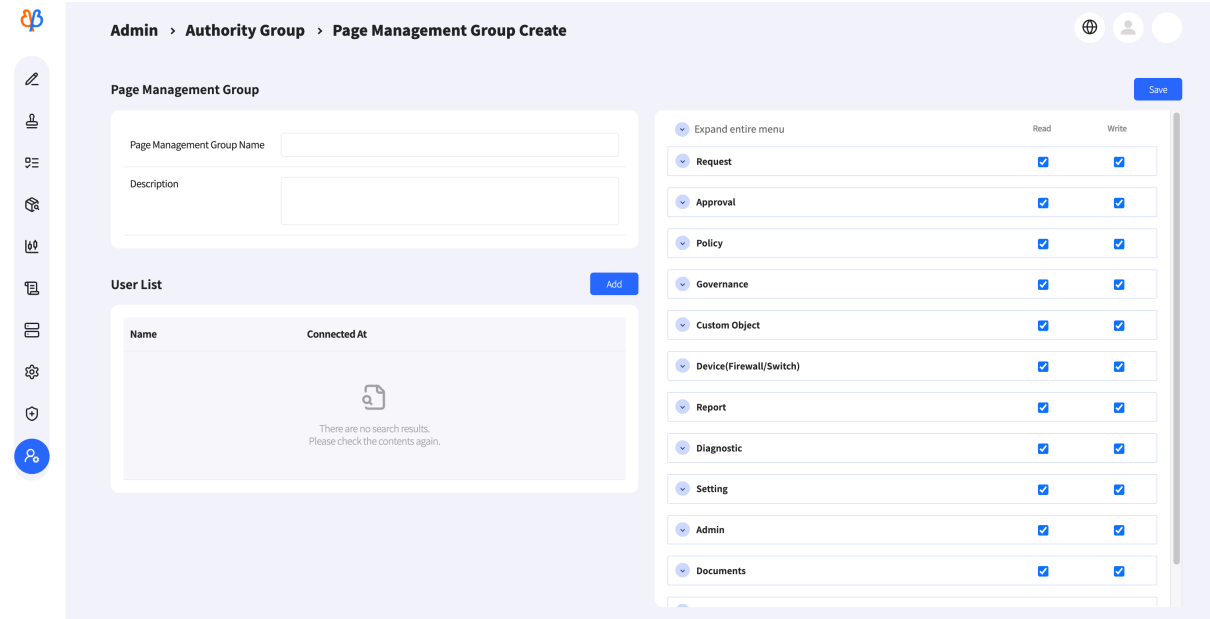 Admin > Authority Group > Page Management Group Create
Page Management Group
Save
Page Management Group Name
Description
User List
Add
Name Connected At
There are no search results.
Please check the contents again.
Expand entire menu Read Write
Request
Approval
Policy
Governance
Custom Object
Device(Firewall/Switch)
Report
Diagnostic
Setting
Admin
Documents